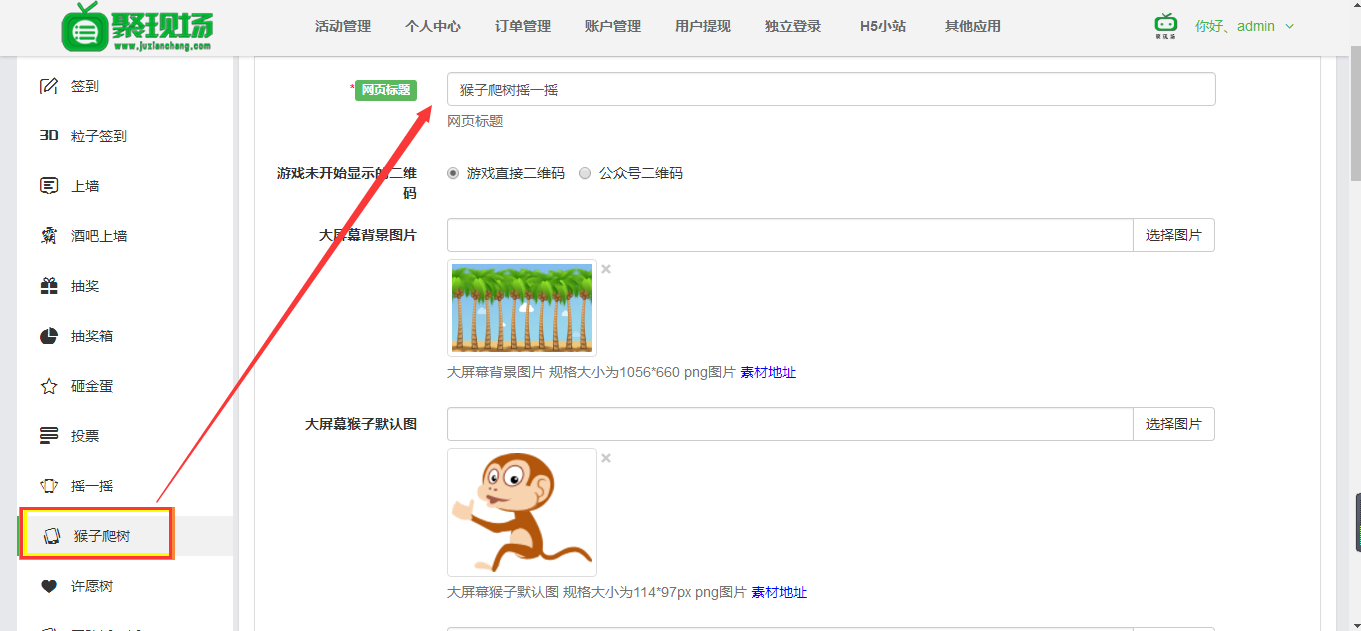 聚现场
www.juxianchang.com
活动管理 个人中心 订单管理 账户管理 用户提现 独立登录 H5小站 其他应用
聚现场
你好、admin
签到
3D 粒子签到
上墙
酒吧上墙
抽奖
抽奖箱
砸金蛋
投票
摇一摇
猴子爬树
许愿树
*网页标题
猴子爬树摇一摇
网页标题
游戏未开始显示的二维
码
游戏直接二维码 公众号二维码
大屏幕背景图片
选择图片
×
大屏幕背景图片 规格大小为1056*660 png图片 素材地址
大屏幕猴子默认图
选择图片
×
大屏幕猴子默认图 规格大小为114*97px png图片 素材地址